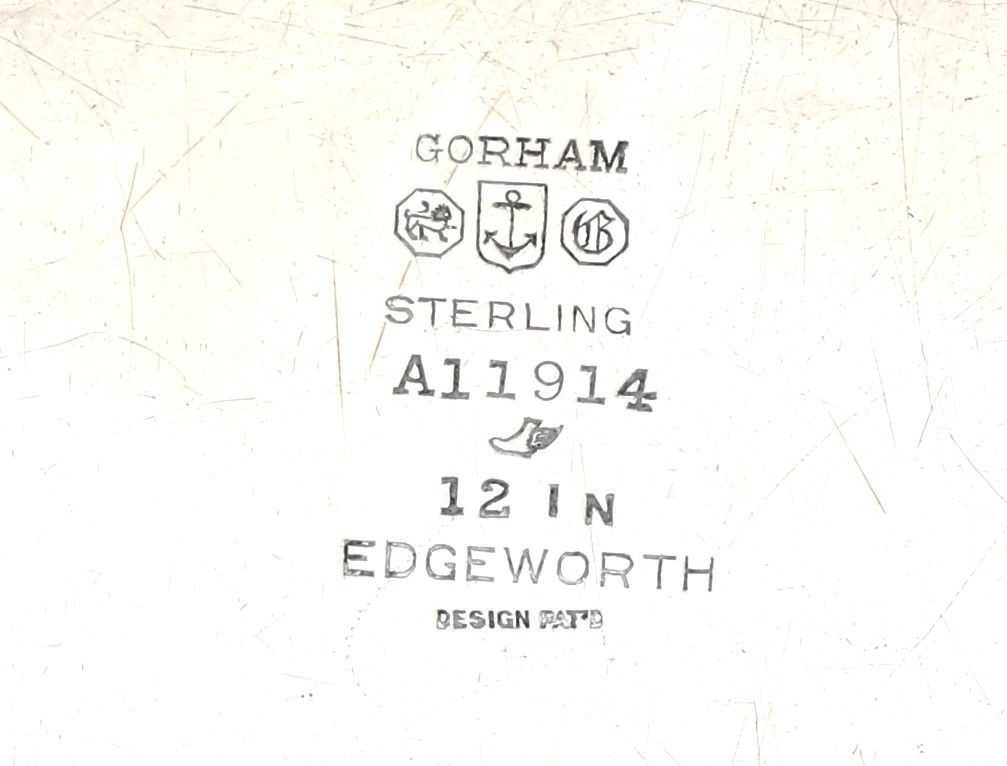 GORHAM
G
STERLING
A11914
12 IN
EDGEWORTH
DESIGN PAT'D